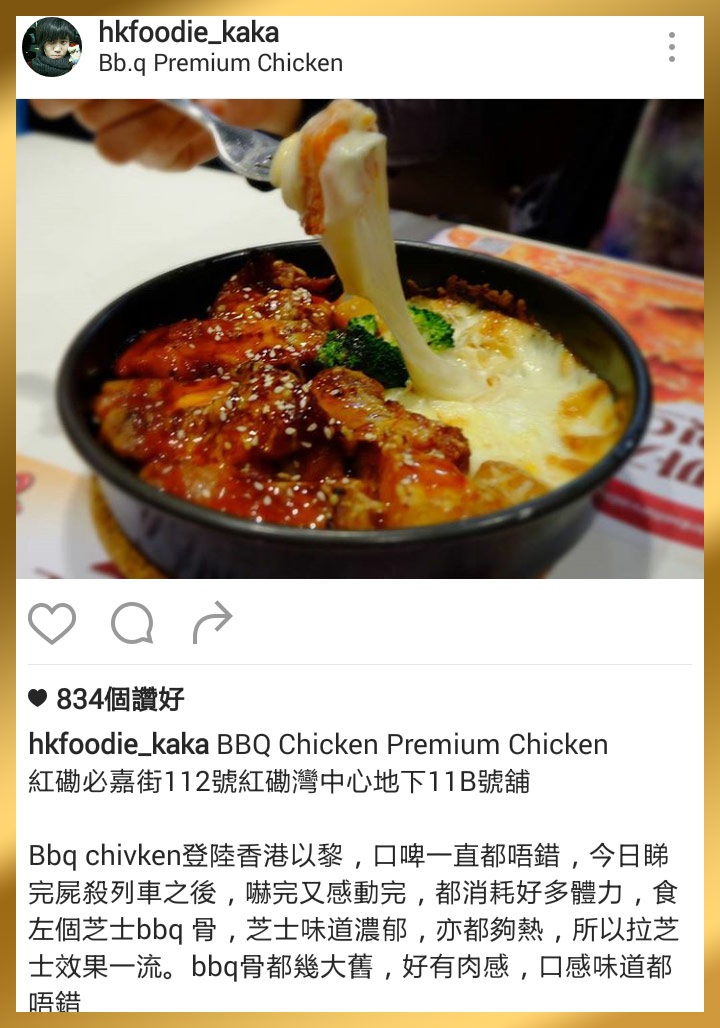 hkfoodie_kaka
Bb.q Premium Chicken
834個讚好
hkfoodie_kaka BBQ Chicken Premium Chicken
紅磡必嘉街112號紅磡灣中心地下11B號舖
Bbq chivken登陸香港以黎，口啤一直都唔錯，今日睇
完屍殺列車之後，嚇完又感動完，都消耗好多體力，食
左個芝士bbq 骨，芝士味道濃郁，亦都夠熱，所以拉芝
士效果一流。bbq骨都幾大舊，好有肉感，口感味道都
唔錯